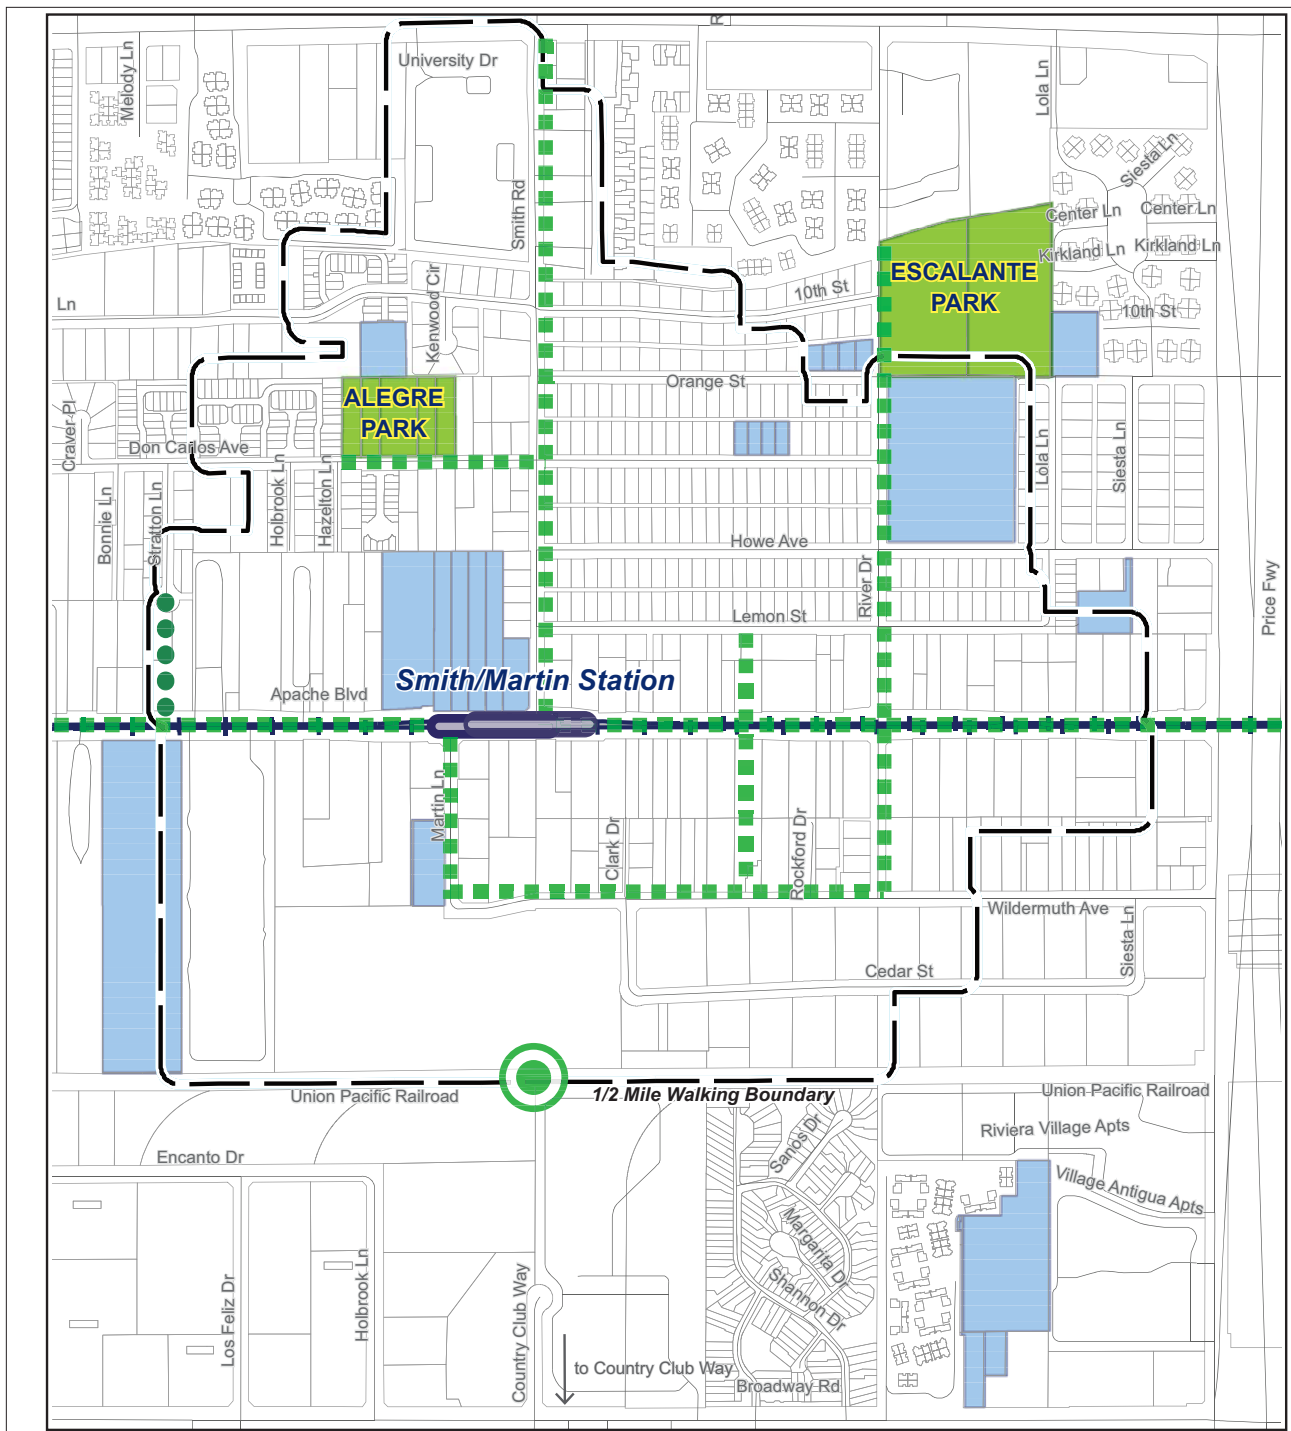 R
University Dr
Melody Ln
Lola Ln
Siesta Ln
Smith Rd
Center Ln
Center Ln
Kirkland Ln
Kirkland Ln
ESCALANTE
PARK
10th St
10th St
Ln
Kenwood Cir
Orange St
ALEGRE
PARK
Craver Pl
Don Carlos Ave
Bonnie Ln
Stratton Ln
Holbrook Ln
Hazelton Ln
Lola Ln
Siesta Ln
Howe Ave
River Dr
Lemon St
Price Fwy
Smith/Martin Station
Apache Blvd
Martin Ln
Clark Dr
Rockford Dr
Wildermuth Ave
Siesta Ln
Cedar St
Union Pacific Railroad
1/2 Mile Walking Boundary
Union Pacific Railroad
Riviera Village Apts
Sanos Dr
Encanto Dr
Village Antigua Apts
Margarita Dr
Shannon Dr
Los Feliz Dr
Holbrook Ln
Country Club Way
to Country Club Way
Broadway Rd